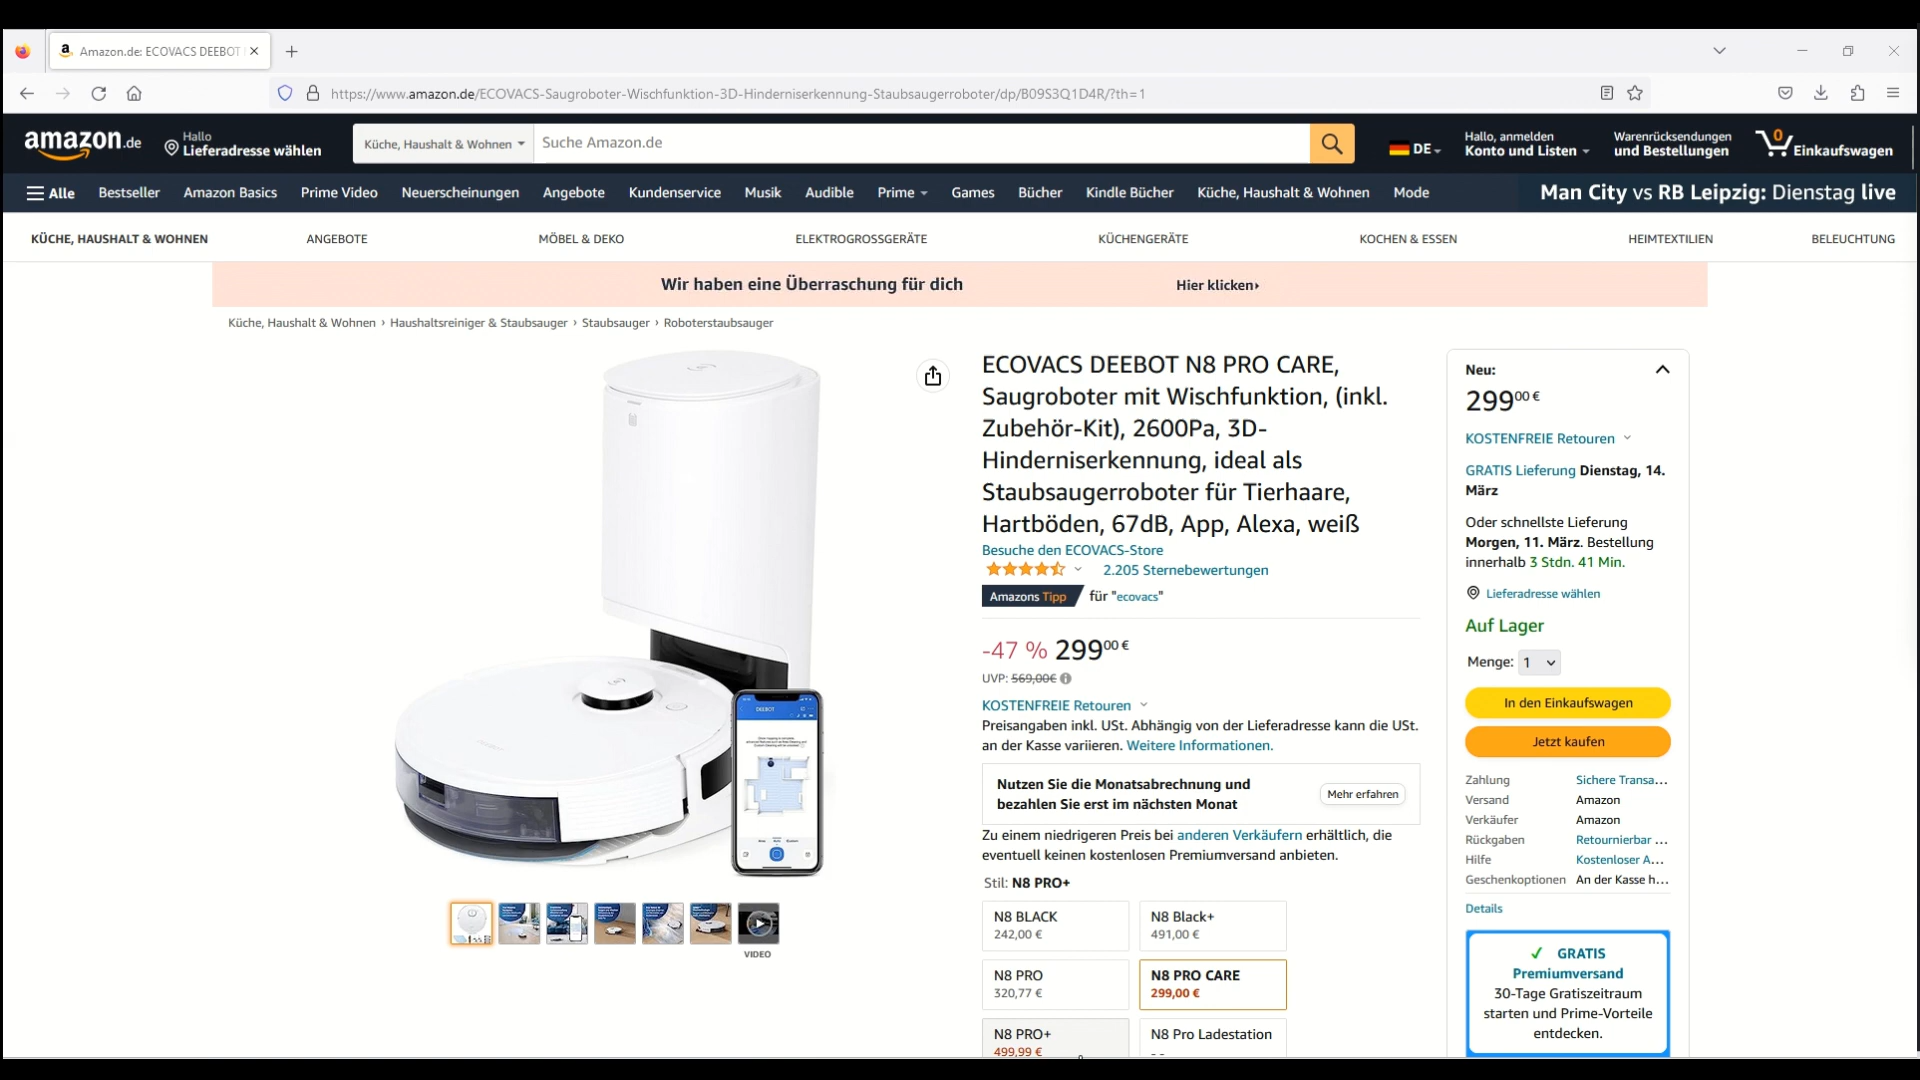 Amazon.de: ECOVACS DEEBOT
https://www.amazon.de/ECOVACS-Saugroboter-Wischfunktion-3D-Hinderniserkennung-Staubsaugerroboter/dp/B09S3Q1D4R/?th=1
amazon.de
Hallo
Lieferadresse wählen
Küche, Haushalt & Wohnen
Suche Amazon.de
DE
Hallo, anmelden
Konto und Listen
Warenrücksendungen
und Bestellungen
0
Einkaufswagen
Alle
Bestseller
Amazon Basics
Prime Video
Neuerscheinungen
Angebote
Kundenservice
Musik
Audible
Prime
Games
Bücher
Kindle Bücher
Küche, Haushalt & Wohnen
Mode
Man City vs RB Leipzig: Dienstag live
KÜCHE, HAUSHALT & WOHNEN
ANGEBOTE
MÖBEL & DEKO
ELEKTROGROSSGERÄTE
KÜCHENGERÄTE
KOCHEN & ESSEN
HEIMTEXTILIEN
BELEUCHTUNG
Wir haben eine Überraschung für dich
Hier klicken
Küche, Haushalt & Wohnen › Haushaltsreiniger & Staubsauger › Staubsauger › Roboterstaubsauger
DEEBOT
VIDEO
ECOVACS DEEBOT N8 PRO CARE,
Saugroboter mit Wischfunktion, (inkl.
Zubehör-Kit), 2600Pa, 3D-
Hinderniserkennung, ideal als
Staubsaugerroboter für Tierhaare,
Hartböden, 67dB, App, Alexa, weiß
Besuche den ECOVACS-Store
2.205 Sternebewertungen
Amazons Tipp für "ecovacs"
-47 % 299 00 €
UVP: 569,00€
KOSTENFREIE Retouren
Preisangaben inkl. USt. Abhängig von der Lieferadresse kann die USt.
an der Kasse variieren. Weitere Informationen.
Nutzen Sie die Monatsabrechnung und
bezahlen Sie erst im nächsten Monat
Mehr erfahren
Zu einem niedrigeren Preis bei anderen Verkäufern erhältlich, die
eventuell keinen kostenlosen Premiumversand anbieten.
Stil: N8 PRO+
N8 BLACK
242,00 €
N8 Black+
491,00 €
N8 PRO
320,77 €
N8 PRO CARE
299,00 €
N8 PRO+
499,99 €
N8 Pro Ladestation
--
Neu:
299 00 €
KOSTENFREIE Retouren
GRATIS Lieferung Dienstag, 14.
März
Oder schnellste Lieferung
Morgen, 11. März. Bestellung
innerhalb 3 Stdn. 41 Min.
Lieferadresse wählen
Auf Lager
Menge: 1
In den Einkaufswagen
Jetzt kaufen
Zahlung Sichere Transa…
Versand Amazon
Verkäufer Amazon
Rückgaben Retournierbar …
Hilfe Kostenloser A…
Geschenkoptionen An der Kasse h…
Details
GRATIS
Premiumversand
30-Tage Gratiszeitraum
starten und Prime-Vorteile
entdecken.